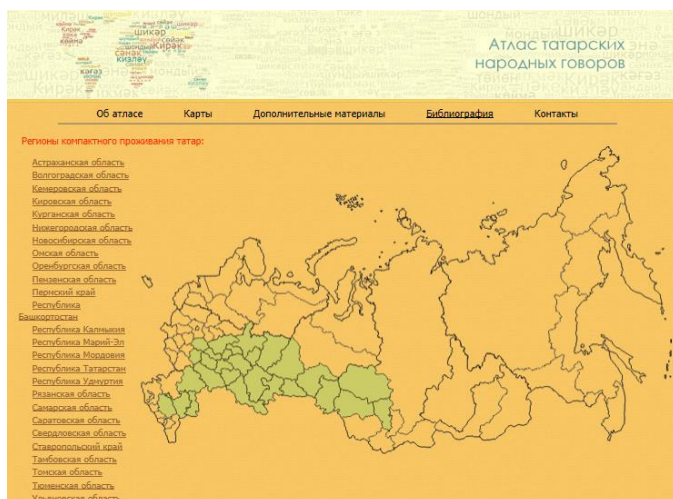 Атлас татарских
народных говоров
Об атласе Карты Дополнительные материалы Библиография Контакты
Регионы компактного проживания татар:
Астраханская область
Волгоградская область
Кемеровская область
Кировская область
Курганская область
Нижегородская область
Новосибирская область
Омская область
Оренбургская область
Пензенская область
Пермский край
Республика
Башкортостан
Республика Калмыкия
Республика Марий-Эл
Республика Мордовия
Республика Татарстан
Республика Удмуртия
Рязанская область
Самарская область
Саратовская область
Свердловская область
Ставропольский край
Тамбовская область
Томская область
Тюменская область
Ульяновская область